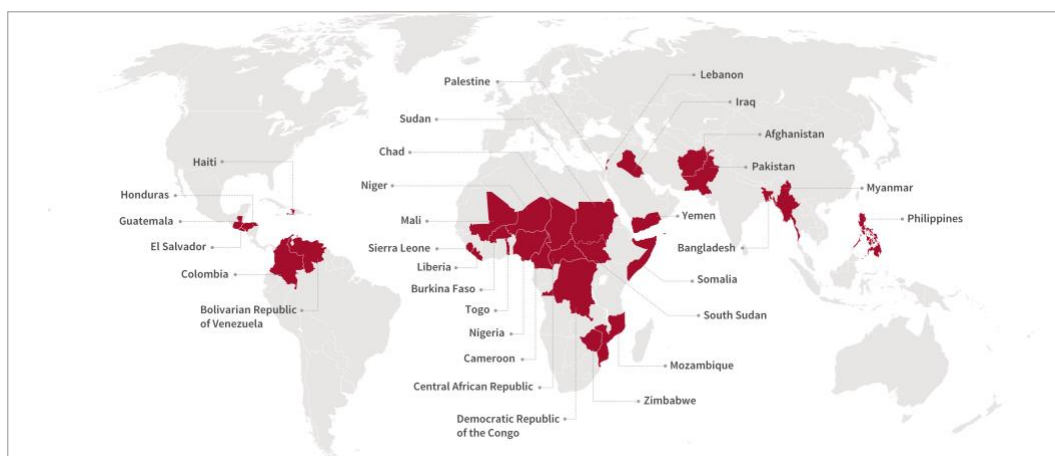 Palestine
Lebanon
Iraq
Sudan
Afghanistan
Chad
Haiti
Pakistan
Niger
Myanmar
Honduras
Guatemala
Mali
Yemen
Philippines
El Salvador
Sierra Leone
Bangladesh
Liberia
Colombia
Somalia
Burkina Faso
Bolivarian Republic
of Venezuela
Togo
South Sudan
Nigeria
Cameroon
Mozambique
Central African Republic
Zimbabwe
Democratic Republic
of the Congo